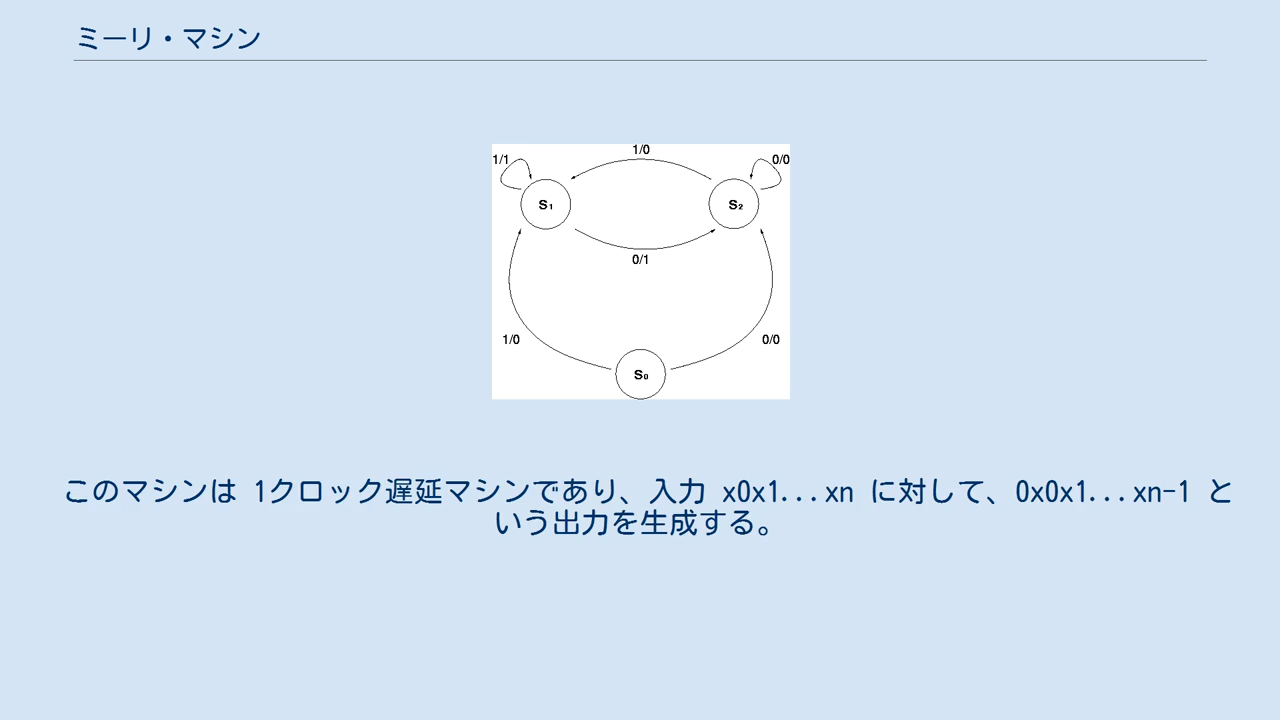 ミーリ・マシン
1/1
1/0
0/0
S₁
S₂
0/1
1/0
0/0
S₀
このマシンは 1クロック遅延マシンであり、入力 x0x1...xn に対して、0x0x1...xn-1 と
いう出力を生成する。